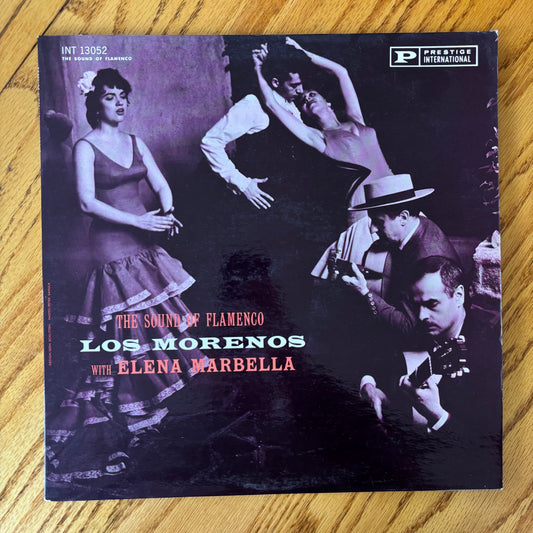 INT 13052
THE SOUND OF FLAMENCO
P PRESTIGE
INTERNATIONAL
THE SOUND OF FLAMENCO
LOS MORENOS
WITH ELENA MARBELLA